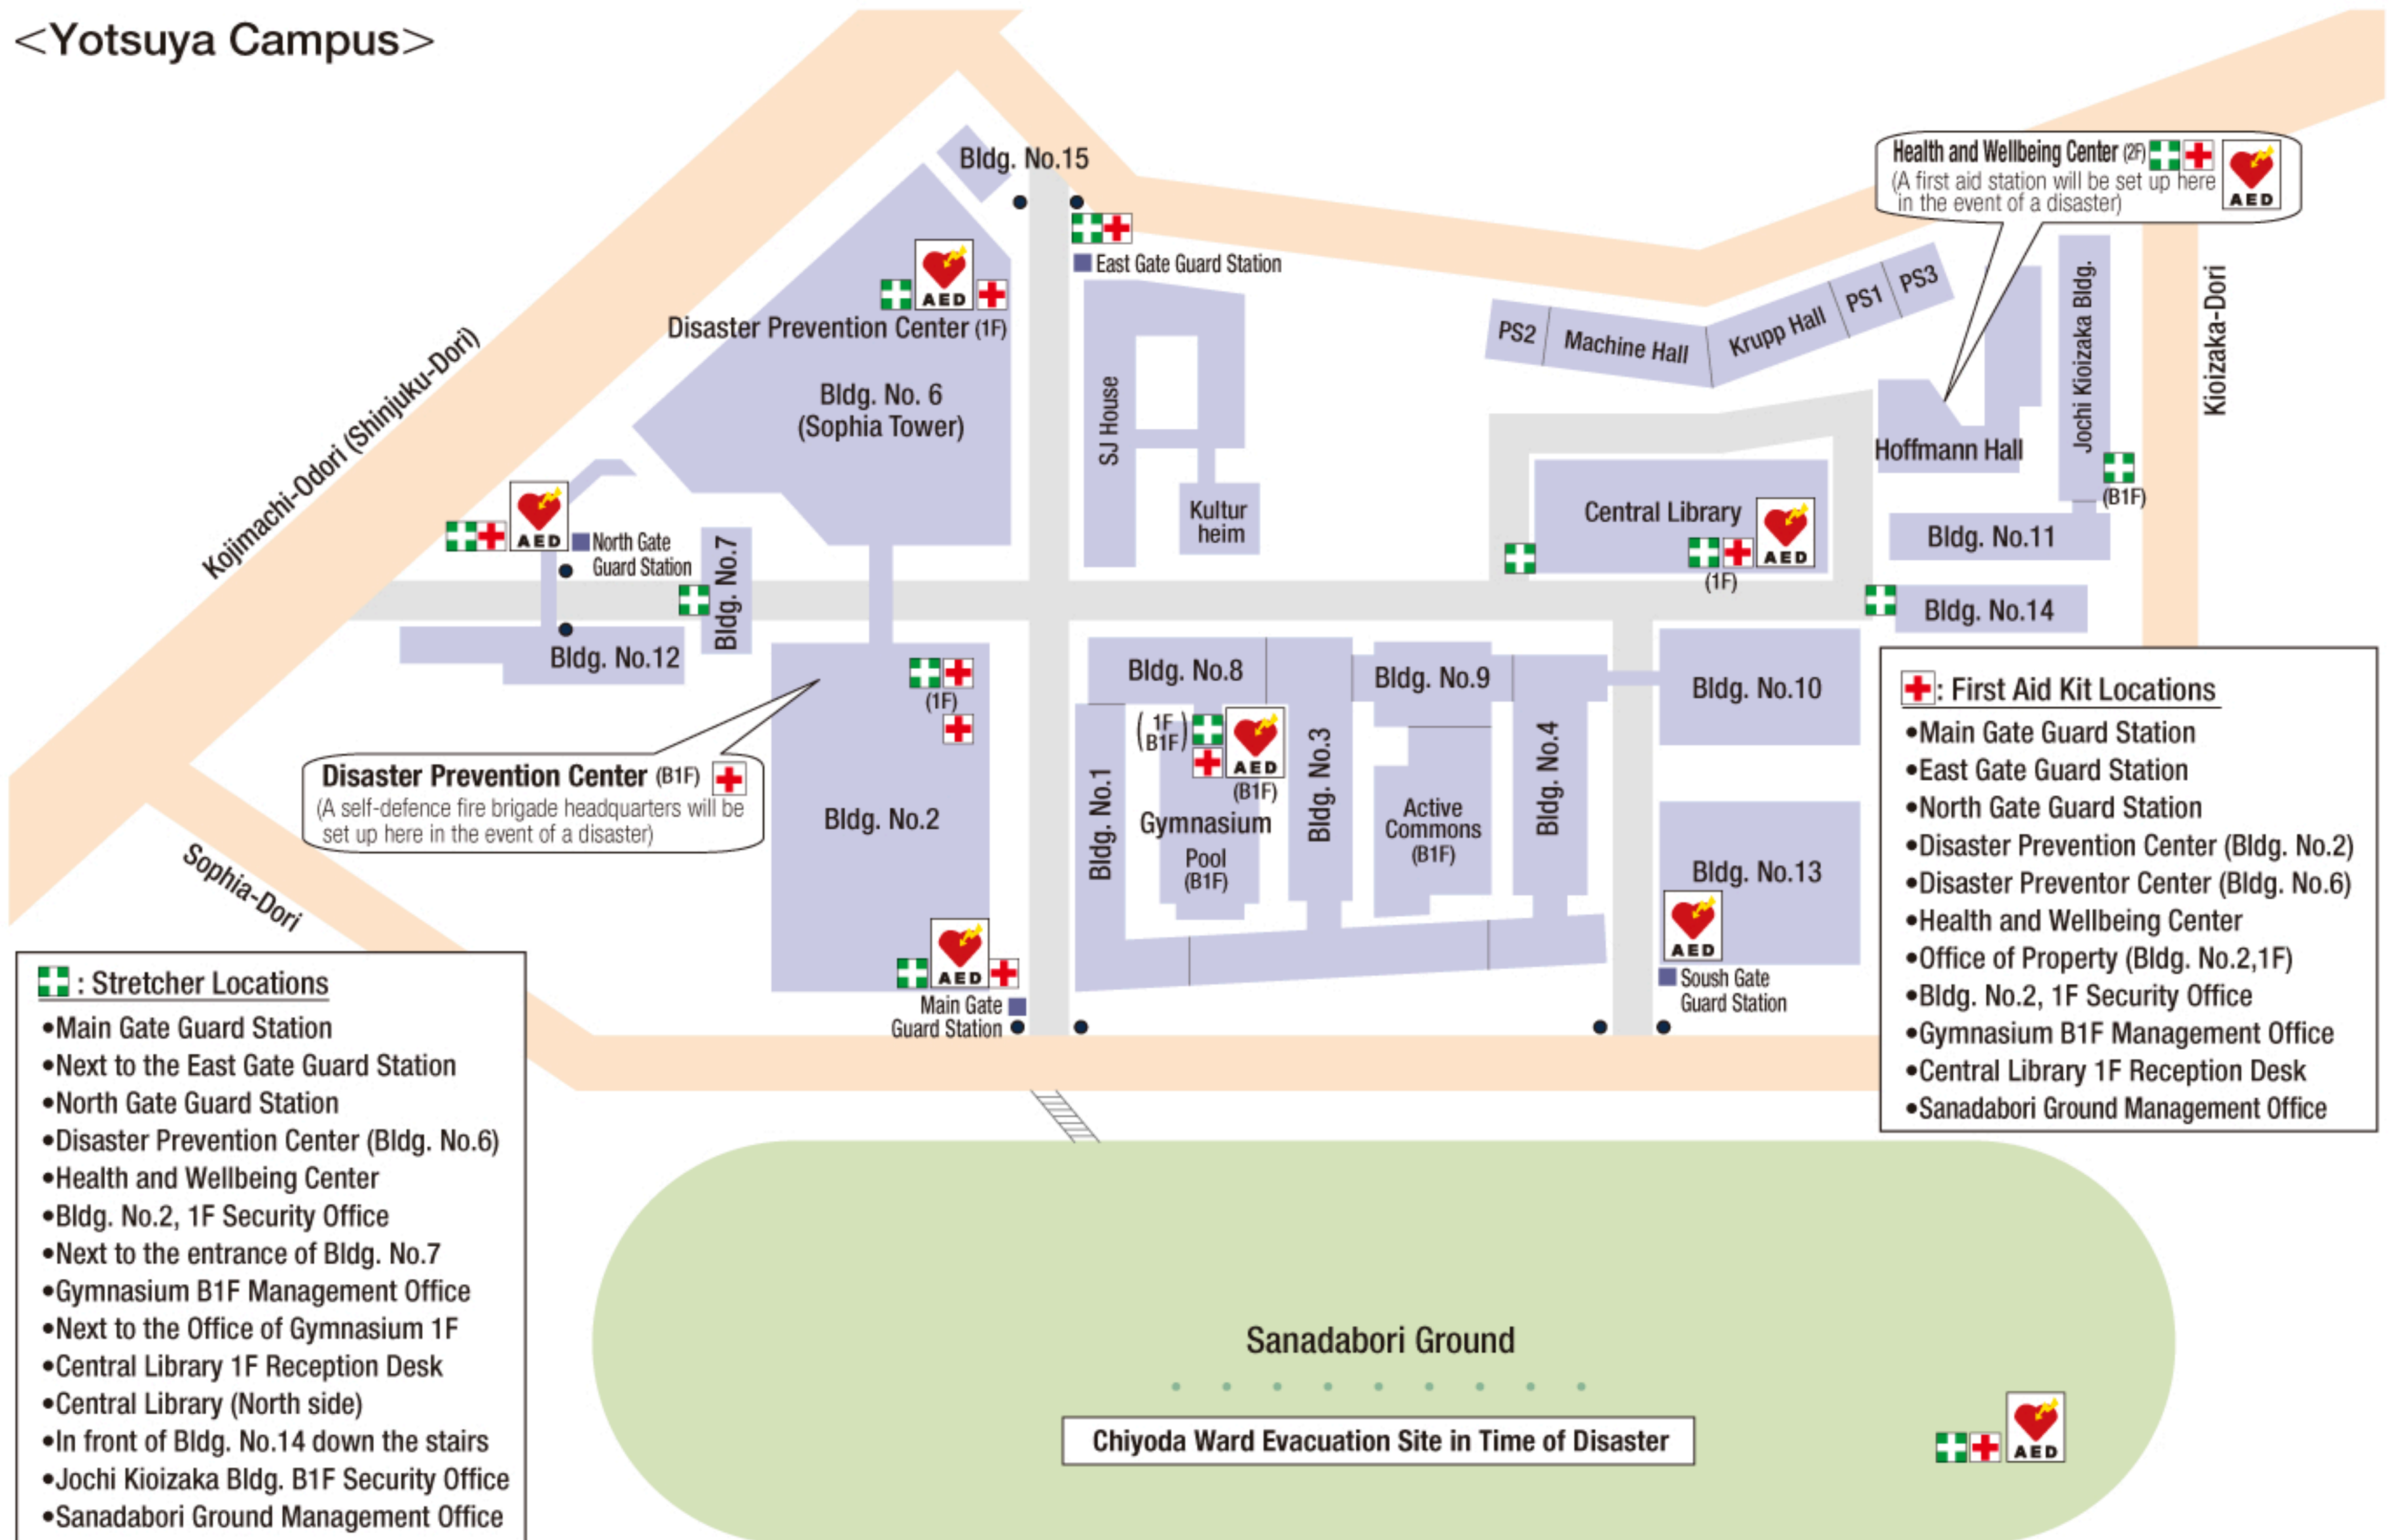 <Yotsuya Campus>
Bldg. No.15
Health and Wellbeing Center (2F)
(A first aid station will be set up here
in the event of a disaster)
AED
East Gate Guard Station
AED
Disaster Prevention Center (1F)
Bldg. No. 6
(Sophia Tower)
Kojimachi-Odori (Shinjuku-Dori)
SJ House
Kultur
heim
PS2
Machine Hall
Krupp Hall
PS1
PS3
Hoffmann Hall
Jochi Kioizaka Bldg.
(B1F)
Kioizaka-Dori
AED
North Gate
Guard Station
Bldg. No.7
Central Library
AED
(1F)
Bldg. No.11
Bldg. No.14
Bldg. No.12
(1F)
Disaster Prevention Center (B1F)
(A self-defence fire brigade headquarters will be
set up here in the event of a disaster)
Bldg. No.2
AED
Main Gate
Guard Station
Bldg. No.8
(1F
B1F)
AED
(B1F)
Bldg. No.1
Gymnasium
Pool
(B1F)
Bldg. No.3
Bldg. No.9
Active
Commons
(B1F)
Bldg. No.4
Bldg. No.10
Bldg. No.13
AED
Soush Gate
Guard Station
Sophia-Dori
: First Aid Kit Locations
•Main Gate Guard Station
•East Gate Guard Station
•North Gate Guard Station
•Disaster Prevention Center (Bldg. No.2)
•Disaster Preventor Center (Bldg. No.6)
•Health and Wellbeing Center
•Office of Property (Bldg. No.2,1F)
•Bldg. No.2, 1F Security Office
•Gymnasium B1F Management Office
•Central Library 1F Reception Desk
•Sanadabori Ground Management Office
: Stretcher Locations
•Main Gate Guard Station
•Next to the East Gate Guard Station
•North Gate Guard Station
•Disaster Prevention Center (Bldg. No.6)
•Health and Wellbeing Center
•Bldg. No.2, 1F Security Office
•Next to the entrance of Bldg. No.7
•Gymnasium B1F Management Office
•Next to the Office of Gymnasium 1F
•Central Library 1F Reception Desk
•Central Library (North side)
•In front of Bldg. No.14 down the stairs
•Jochi Kioizaka Bldg. B1F Security Office
•Sanadabori Ground Management Office
Sanadabori Ground
Chiyoda Ward Evacuation Site in Time of Disaster
AED